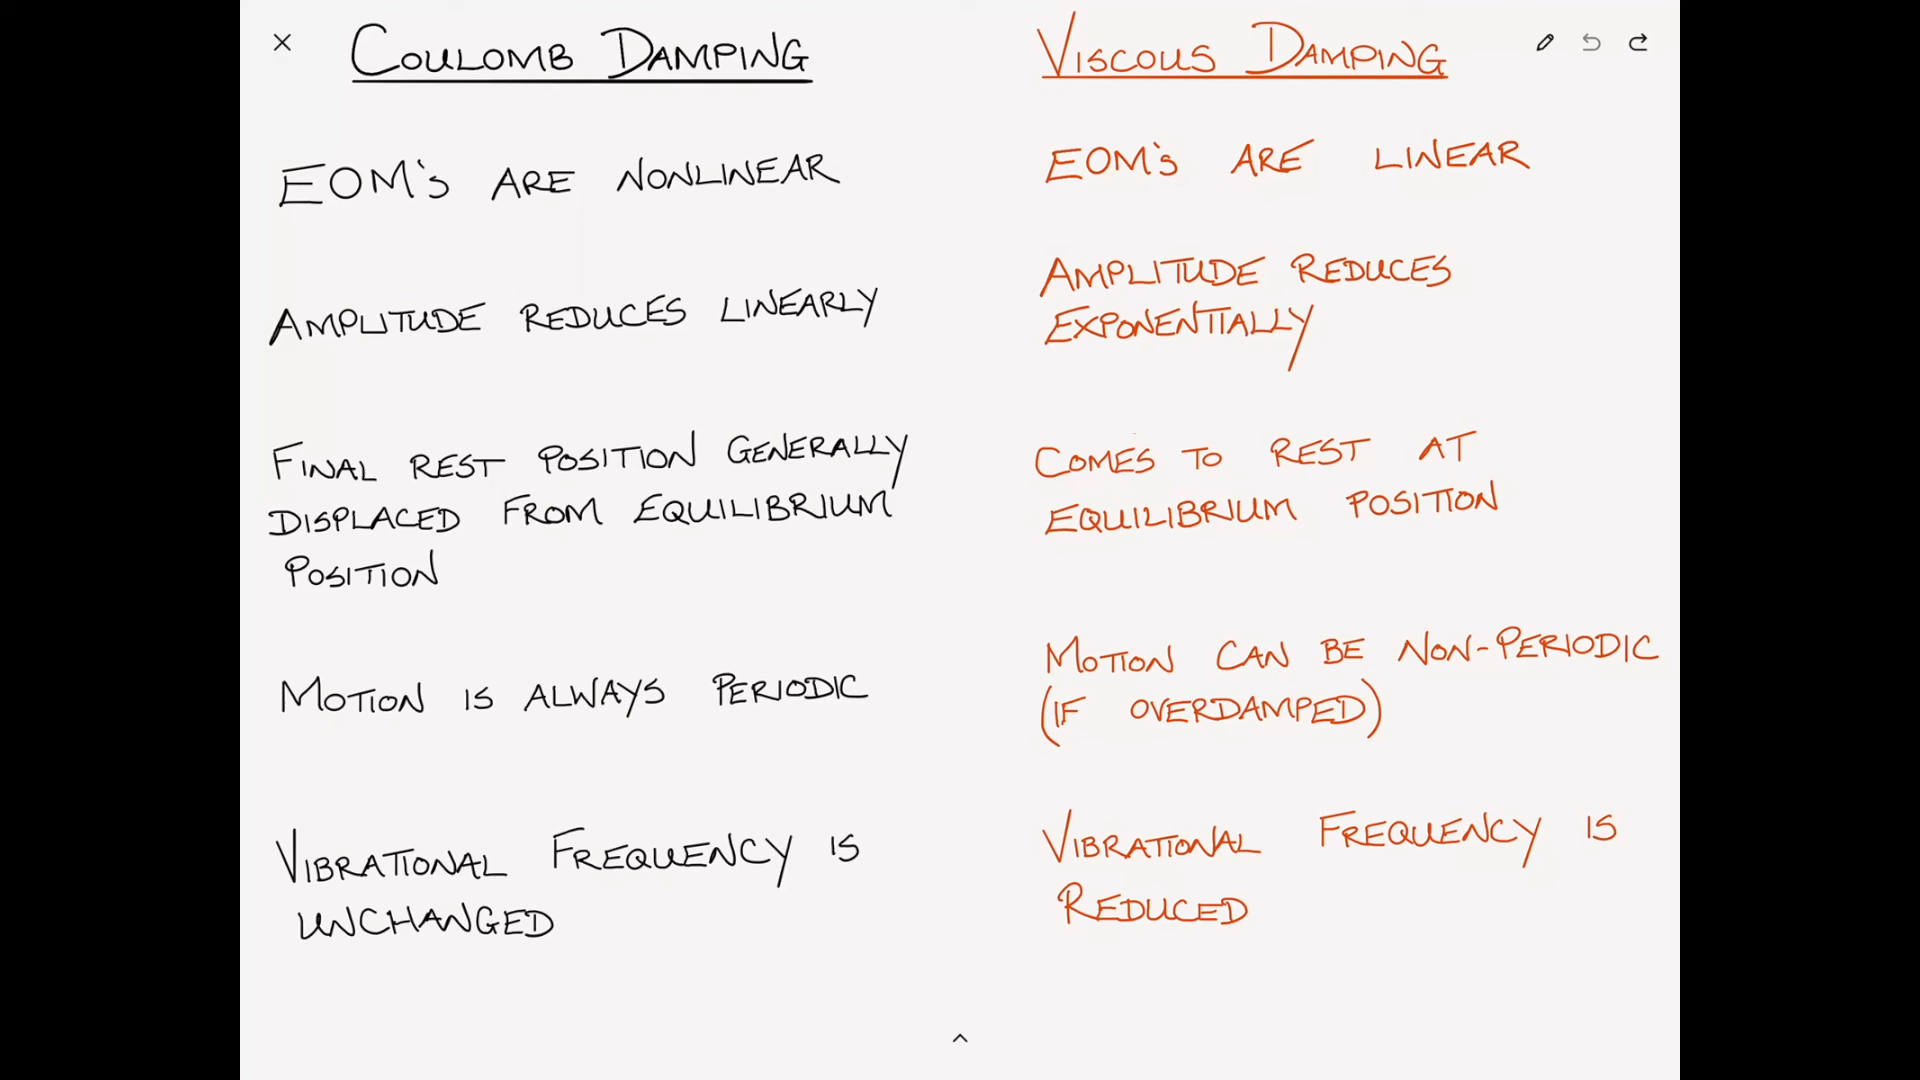 COULOMB DAMPING
EOM's ARE NONLINEAR
AMPLITUDE REDUCES LINEARLY
FINAL REST POSITION GENERALLY
DISPLACED FROM EQUILIBRIUM
POSITION
MOTION IS ALWAYS PERIODIC
VIBRATIONAL FREQUENCY IS
UNCHANGED
VISCOUS DAMPING
EOM's ARE LINEAR
AMPLITUDE REDUCES
EXPONENTIALLY
COMES TO REST AT
EQUILIBRIUM POSITION
MOTION CAN BE NON-PERIODIC
(IF OVERDAMPED)
VIBRATIONAL FREQUENCY IS
REDUCED